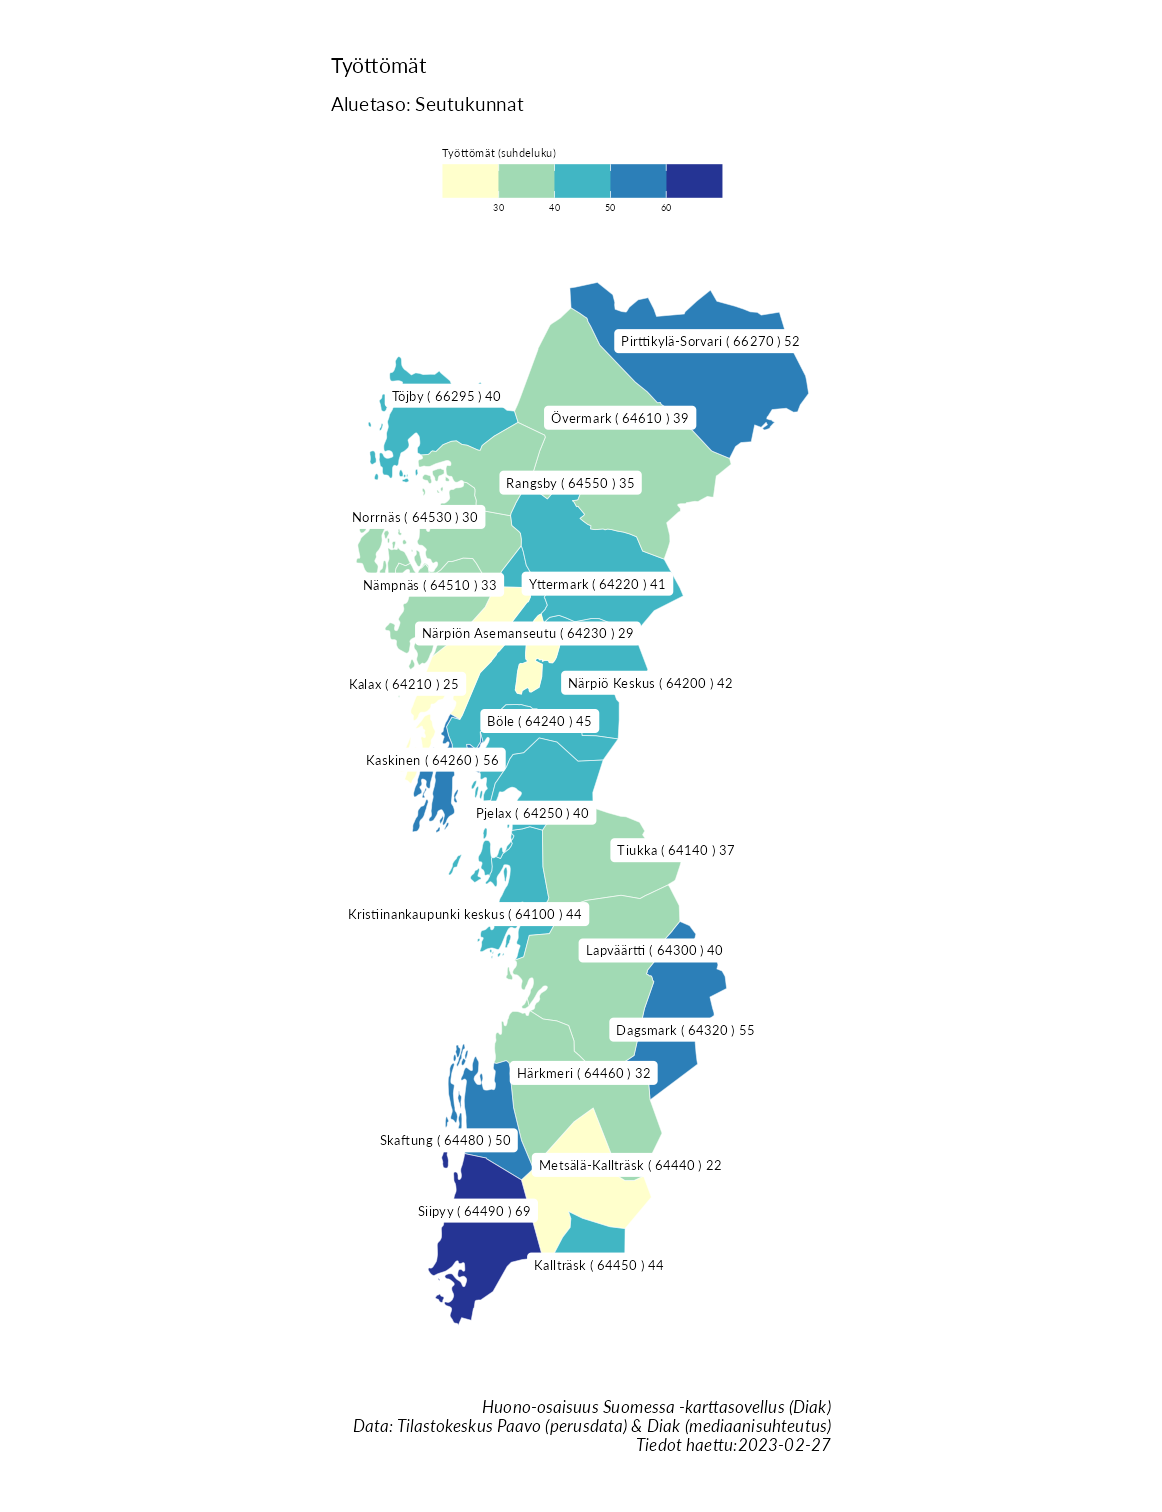 Työttömät
Aluetaso: Seutukunnat
Työttömät (suhdeluku)
30 40 50 60
Pirttikylä-Sorvari ( 66270 ) 52
Töjby ( 66295 ) 40
Övermark ( 64610 ) 39
Rangsby ( 64550 ) 35
Norrnäs ( 64530 ) 30
Nämpnäs ( 64510 ) 33
Yttermark ( 64220 ) 41
Närpiön Asemanseutu ( 64230 ) 29
Kalax ( 64210 ) 25
Närpiö Keskus ( 64200 ) 42
Böle ( 64240 ) 45
Kaskinen ( 64260 ) 56
Pjelax ( 64250 ) 40
Tiukka ( 64140 ) 37
Kristiinankaupunki keskus ( 64100 ) 44
Lapväärtti ( 64300 ) 40
Dagsmark ( 64320 ) 55
Härkmeri ( 64460 ) 32
Skaftung ( 64480 ) 50
Metsälä-Kallträsk ( 64440 ) 22
Siipyy ( 64490 ) 69
Kallträsk ( 64450 ) 44
Huono-osaisuus Suomessa -karttasovellus (Diak)
Data: Tilastokeskus Paavo (perusdata) & Diak (mediaanisuhteutus)
Tiedot haettu:2023-02-27